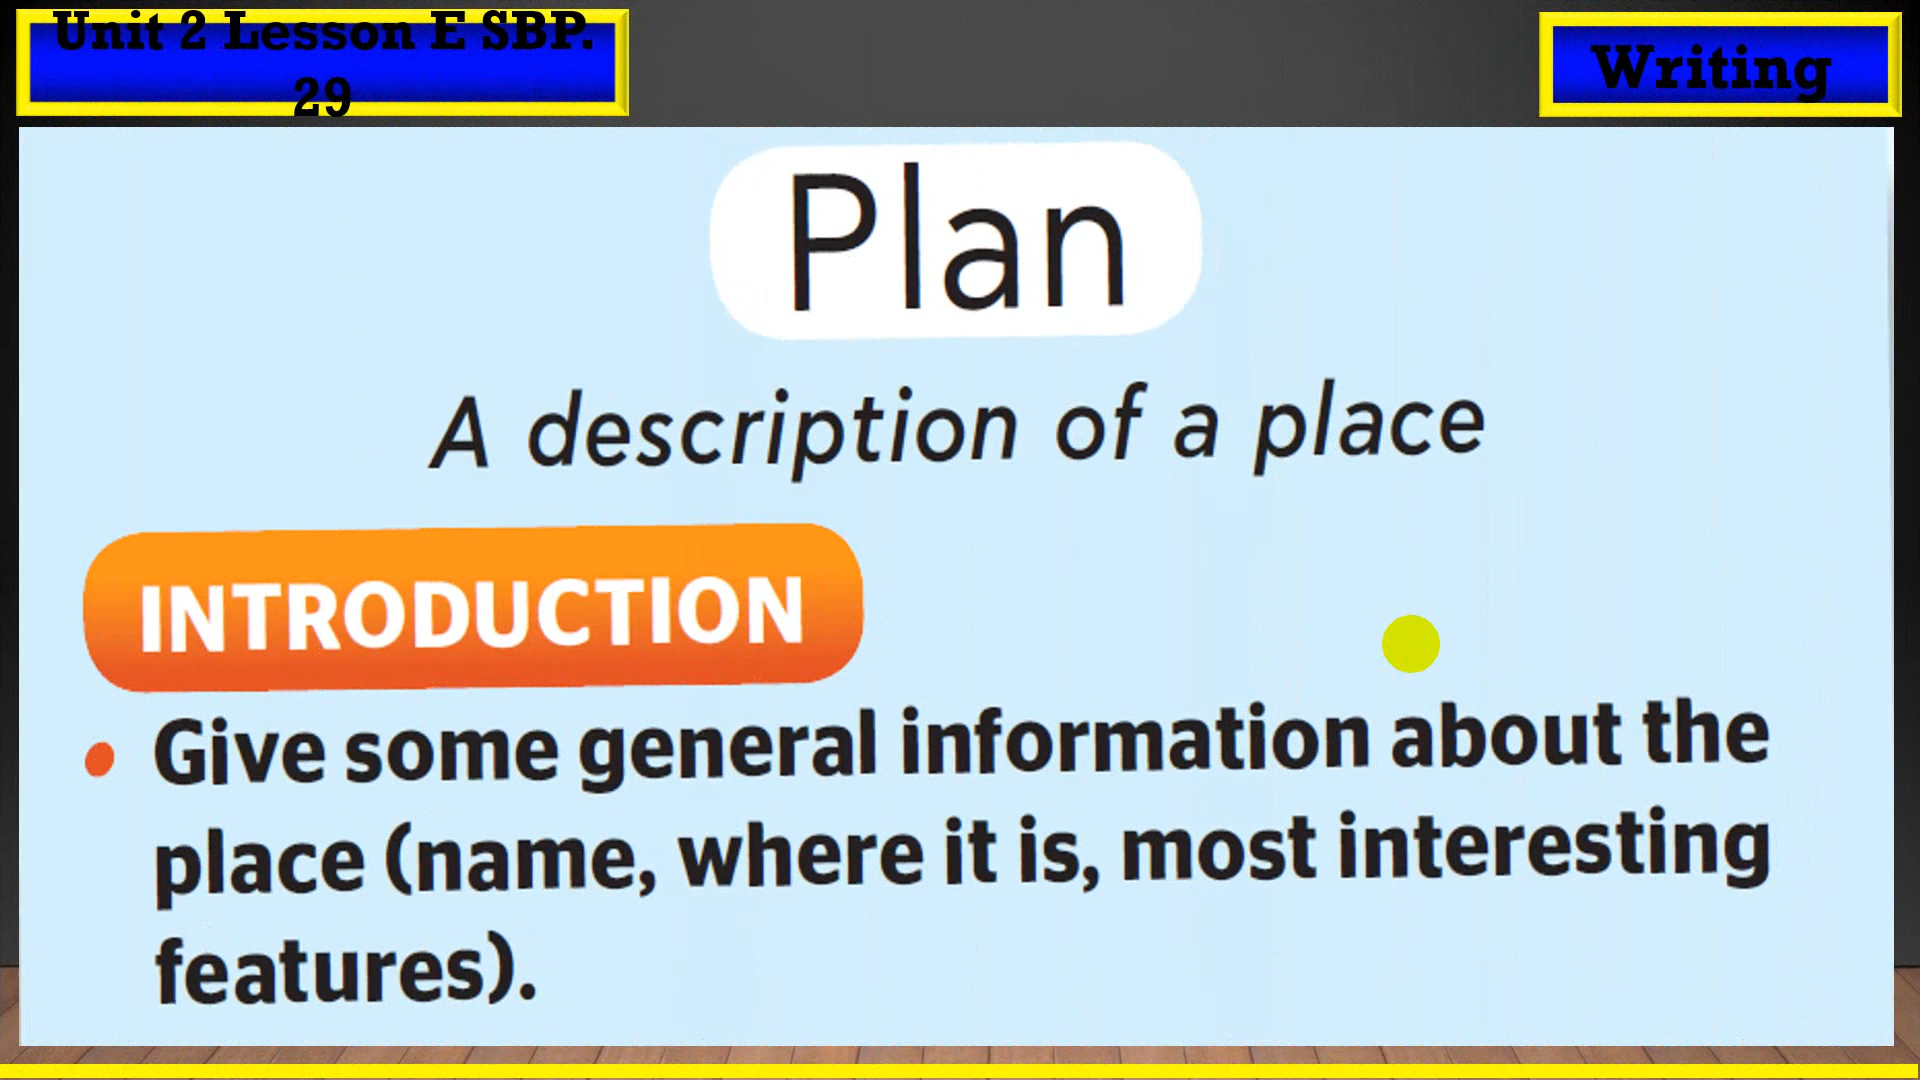 Unit 2 Lesson E SBP.
29
Writing
Plan
A description of a place
INTRODUCTION
• Give some general information about the
place (name, where it is, most interesting
features).